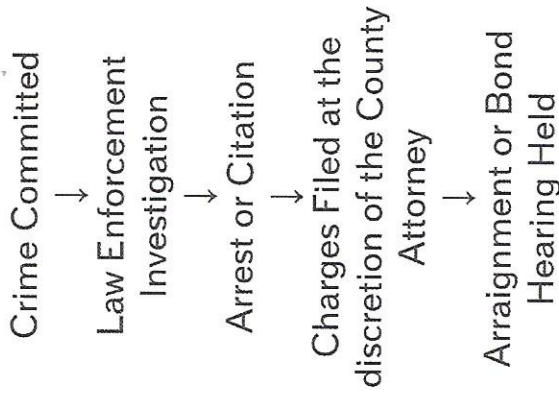 Crime Committed
↓
Law Enforcement
Investigation
↓
Arrest or Citation
↓
Charges Filed at the
discretion of the County
Attorney
↓
Arraignment or Bond
Hearing Held